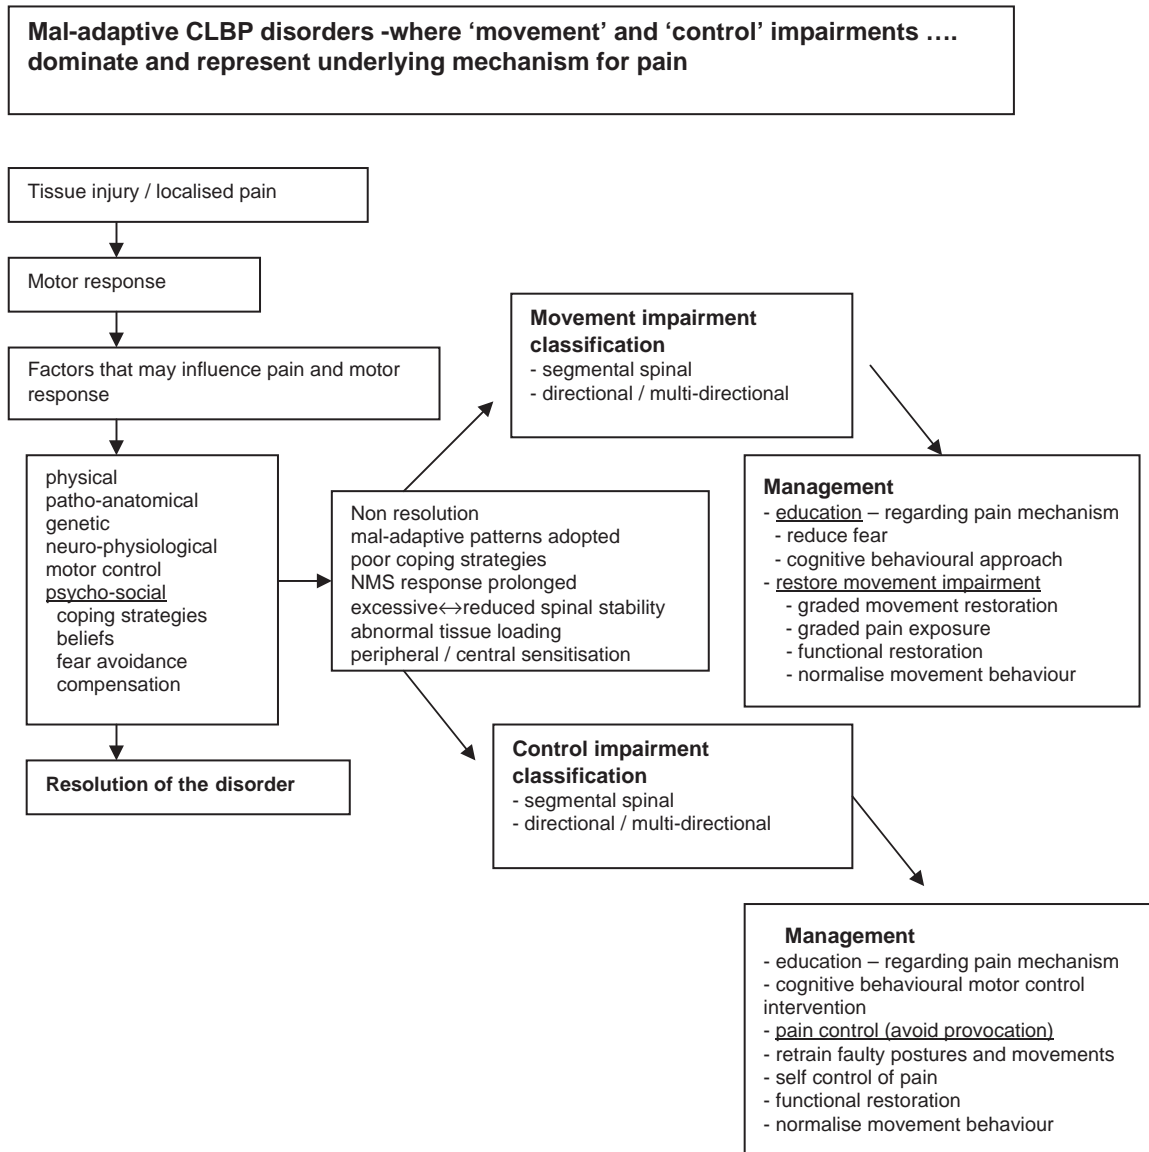 Mal-adaptive CLBP disorders -where ‘movement’ and ‘control’ impairments ….
dominate and represent underlying mechanism for pain
Tissue injury / localised pain
Motor response
Factors that may influence pain and motor
response
physical
patho-anatomical
genetic
neuro-physiological
motor control
psycho-social
coping strategies
beliefs
fear avoidance
compensation
Resolution of the disorder
Non resolution
mal-adaptive patterns adopted
poor coping strategies
NMS response prolonged
excessive↔reduced spinal stability
abnormal tissue loading
peripheral / central sensitisation
Movement impairment
classification
- segmental spinal
- directional / multi-directional
Management
- education – regarding pain mechanism
- reduce fear
- cognitive behavioural approach
- restore movement impairment
- graded movement restoration
- graded pain exposure
- functional restoration
- normalise movement behaviour
Control impairment
classification
- segmental spinal
- directional / multi-directional
Management
- education – regarding pain mechanism
- cognitive behavioural motor control
intervention
- pain control (avoid provocation)
- retrain faulty postures and movements
- self control of pain
- functional restoration
- normalise movement behaviour